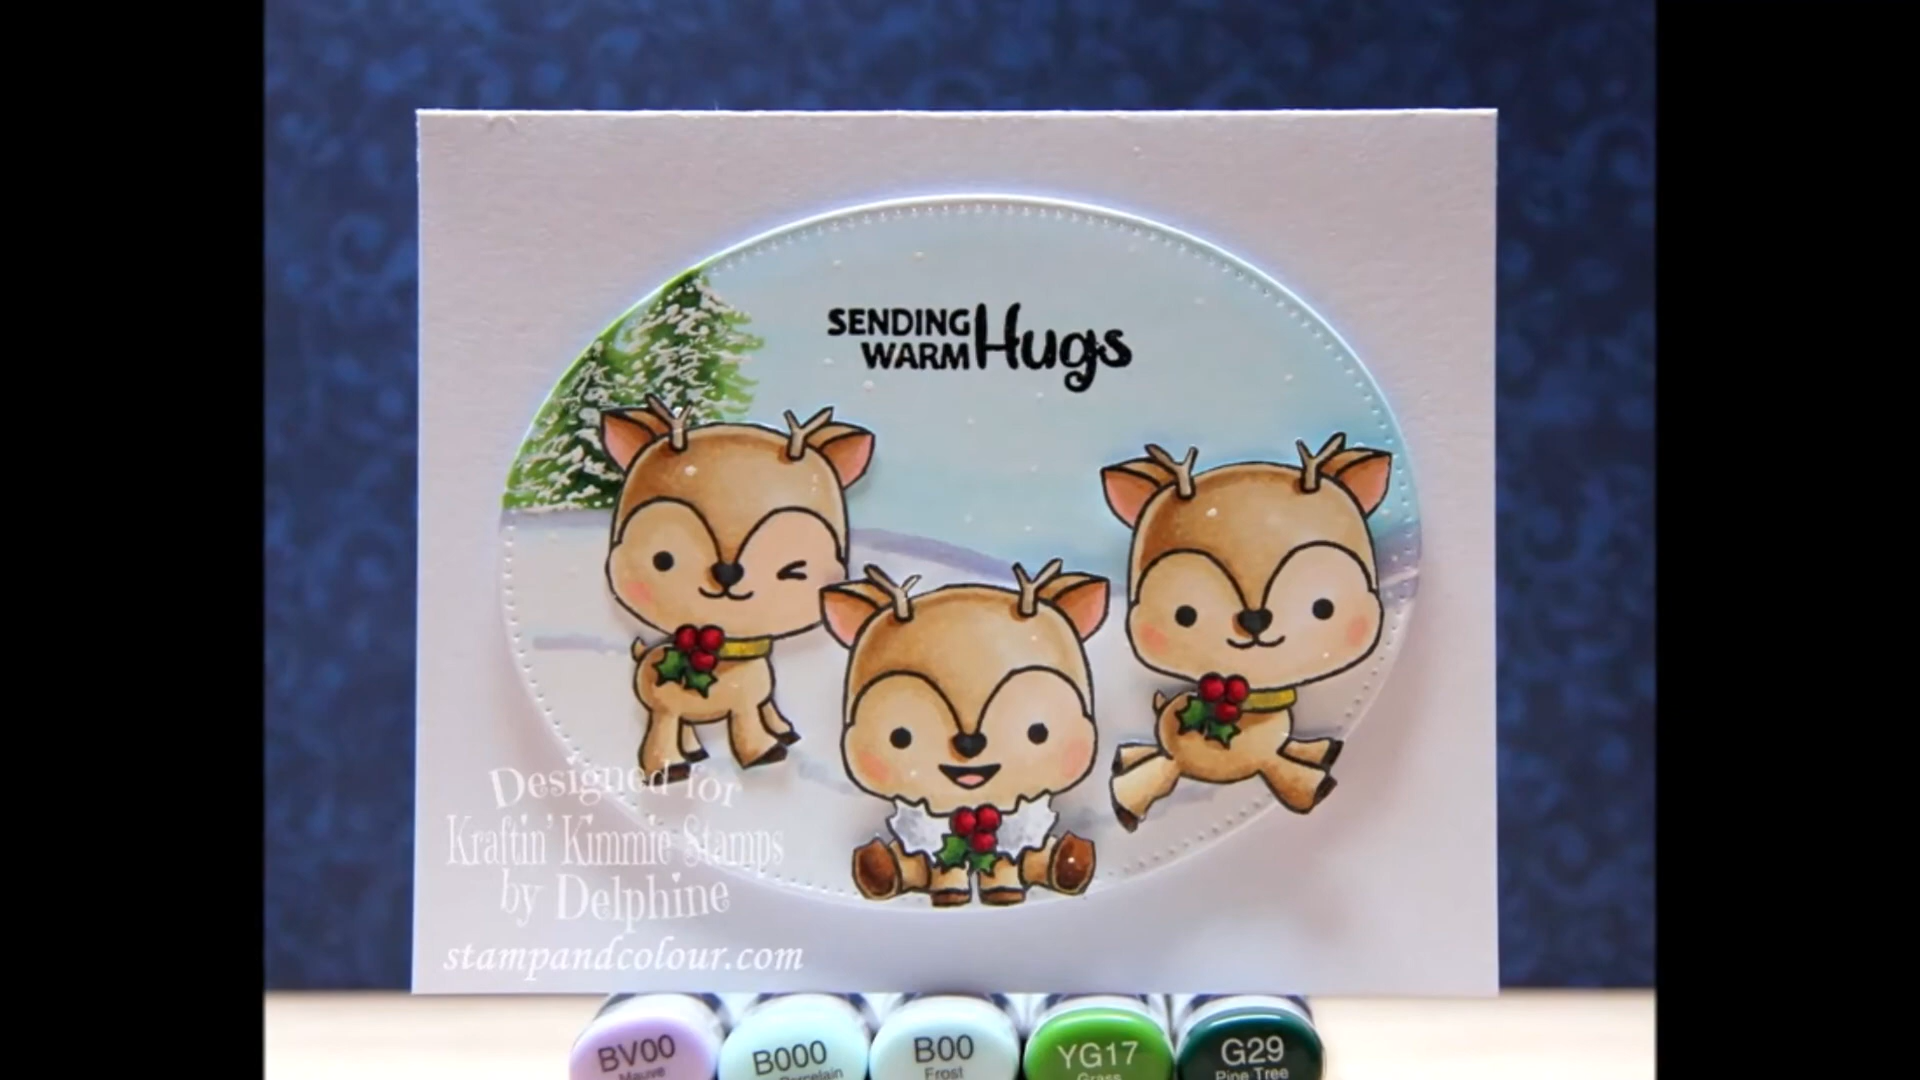 SENDING
WARM Hugs
Designed for
Kraftin' Kimmie Stamps
by Delphine
stampandcolour.com
BV00
Mauve
B000
Porcelain
B00
Frost
YG17
Grass
G29
Pine Tree